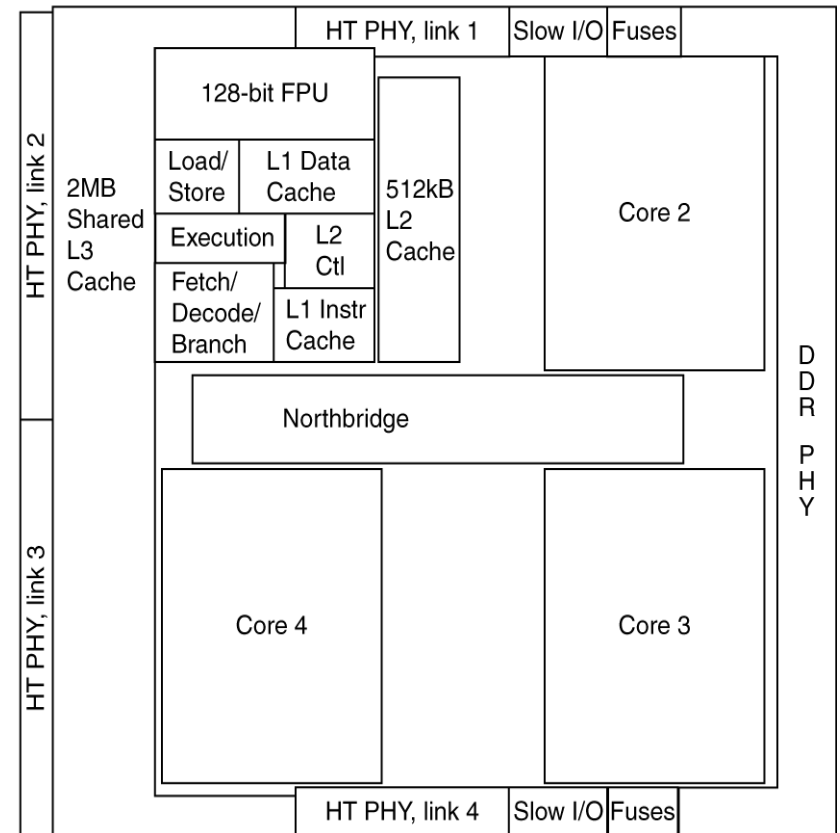 HT PHY, link 1
Slow I/O
Fuses
HT PHY, link 2
2MB
Shared
L3
Cache
128-bit FPU
Load/
Store
L1 Data
Cache
Execution
L2
Ctl
Fetch/
Decode/
Branch
L1 Instr
Cache
512kB
L2
Cache
Core 2
Northbridge
D
D
R
P
H
Y
HT PHY, link 3
Core 4
Core 3
HT PHY, link 4
Slow I/O
Fuses